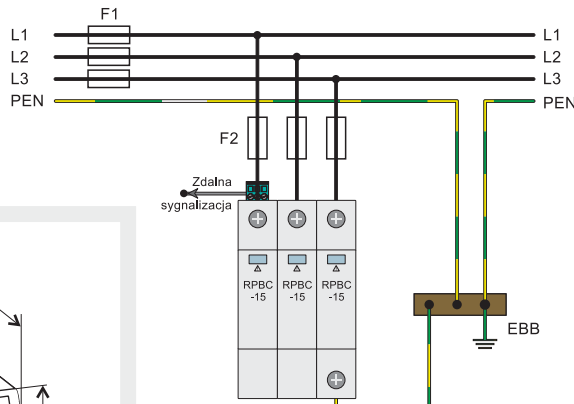 F1
L1 L1
L2 L2
L3 L3
PEN PEN
F2
Zdalna
sygnalizacja
RPBC RPBC RPBC
-15 -15 -15
EBB